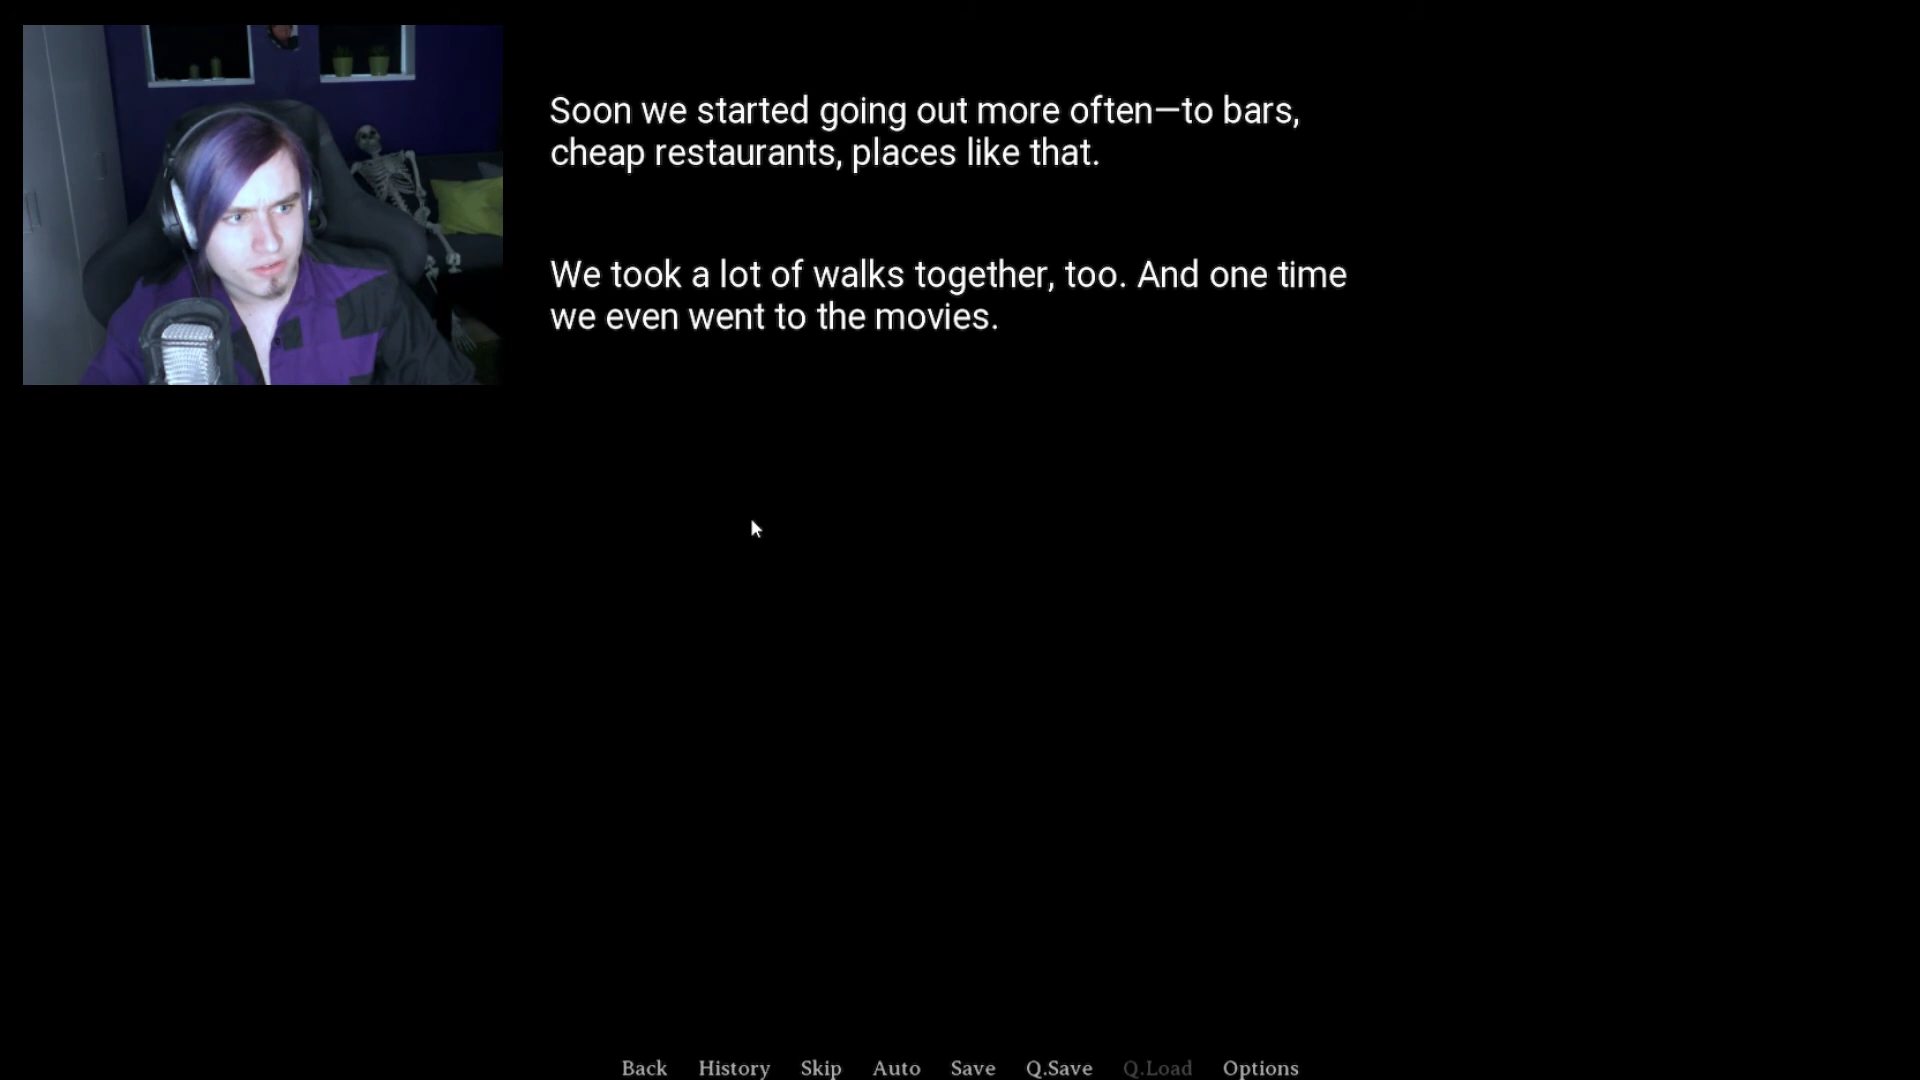 Soon we started going out more often—to bars,
cheap restaurants, places like that.
We took a lot of walks together, too. And one time
we even went to the movies.
Back History Skip Auto Save Q.Save Q.Load Options